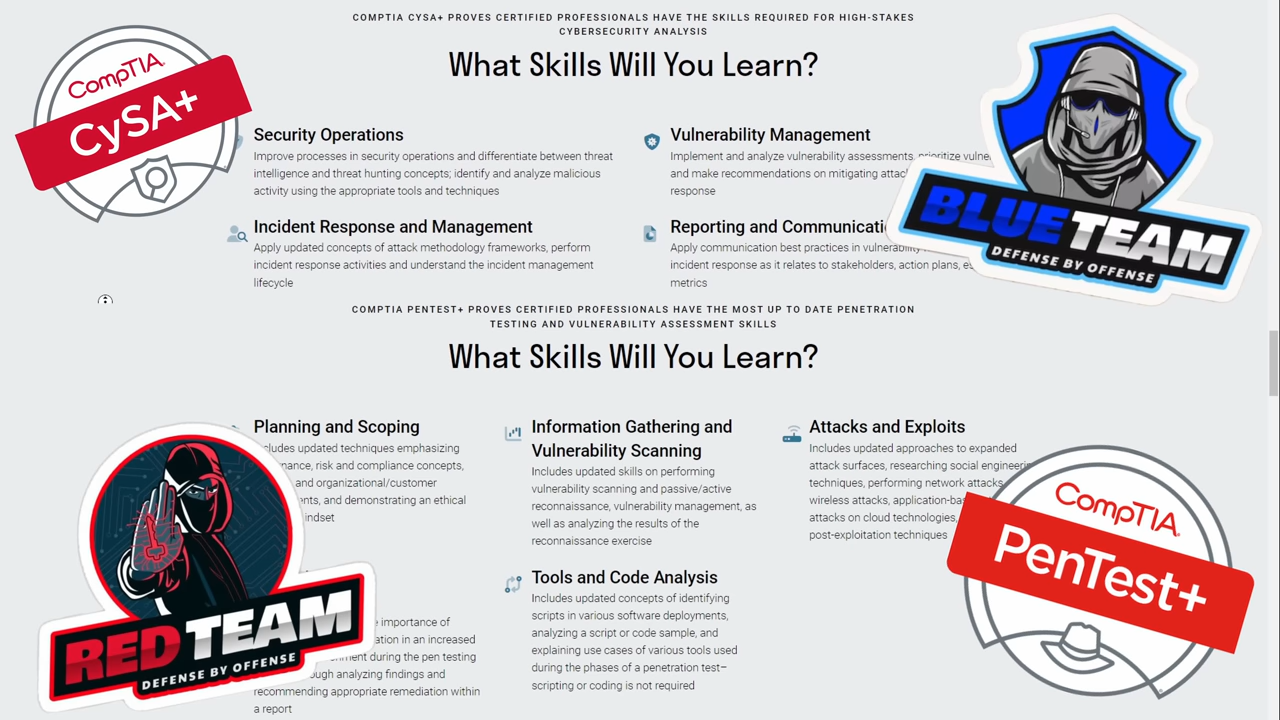 COMPTIA CYSA+ PROVES CERTIFIED PROFESSIONALS HAVE THE SKILLS REQUIRED FOR HIGH-STAKES
CYBERSECURITY ANALYSIS
What Skills Will You Learn?
CompTIA
CySA+
Security Operations
Improve processes in security operations and differentiate between threat
intelligence and threat hunting concepts; identify and analyze malicious
activity using the appropriate tools and techniques
Vulnerability Management
Implement and analyze vulnerability assessments, prioritize
and make recommendations on mitigating
response
Incident Response and Management
Apply updated concepts of attack methodology frameworks, perform
incident response activities and understand the incident management
lifecycle
Reporting and
Apply communication best practices in vulnerability
incident response as it relates to stakeholders, action plans,
metrics
BLUE TEAM
DEFENSE BY OFFENSE
COMPTIA PENTEST+ PROVES CERTIFIED PROFESSIONALS HAVE THE MOST UP TO DATE PENETRATION
TESTING AND VULNERABILITY ASSESSMENT SKILLS
What Skills Will You Learn?
Planning and Scoping
updated techniques emphasizing
risk and compliance concepts,
and organizational/customer
and demonstrating an ethical
Information Gathering and
Vulnerability Scanning
Includes updated skills on performing
vulnerability scanning and passive/active
reconnaissance, vulnerability management, as
well as analyzing the results of the
reconnaissance exercise
Attacks and Exploits
Includes updated approaches to expanded
attack surfaces, researching social
techniques, performing network attacks
wireless attacks,
attacks on cloud technologies,
post-exploitation techniques
importance of
in an increased
during the pen testing
analyzing findings and
recommending appropriate remediation within
a report
Tools and Code Analysis
Includes updated concepts of identifying
scripts in various software deployments,
analyzing a script or code sample, and
explaining use cases of various tools used
during the phases of a penetration test–
scripting or coding is not required
RED TEAM
DEFENSE BY OFFENSE
CompTIA
PenTest+